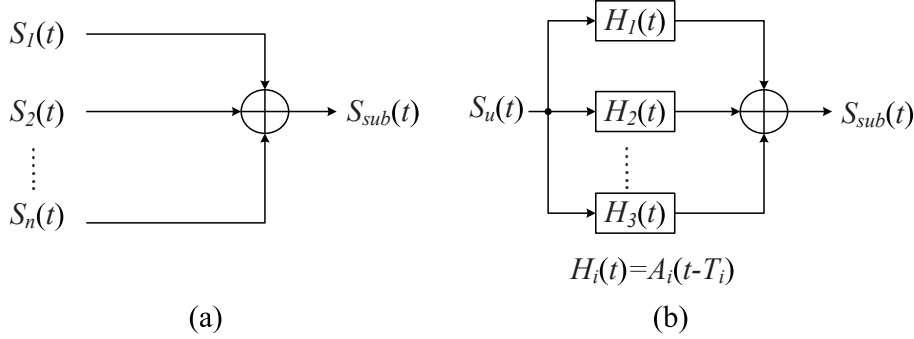 S1(t)
S2(t)
Sn(t)
Ssub(t)
(a)
Su(t)
H1(t)
H2(t)
H3(t)
Ssub(t)
Hi(t)=Ai(t-Ti)
(b)